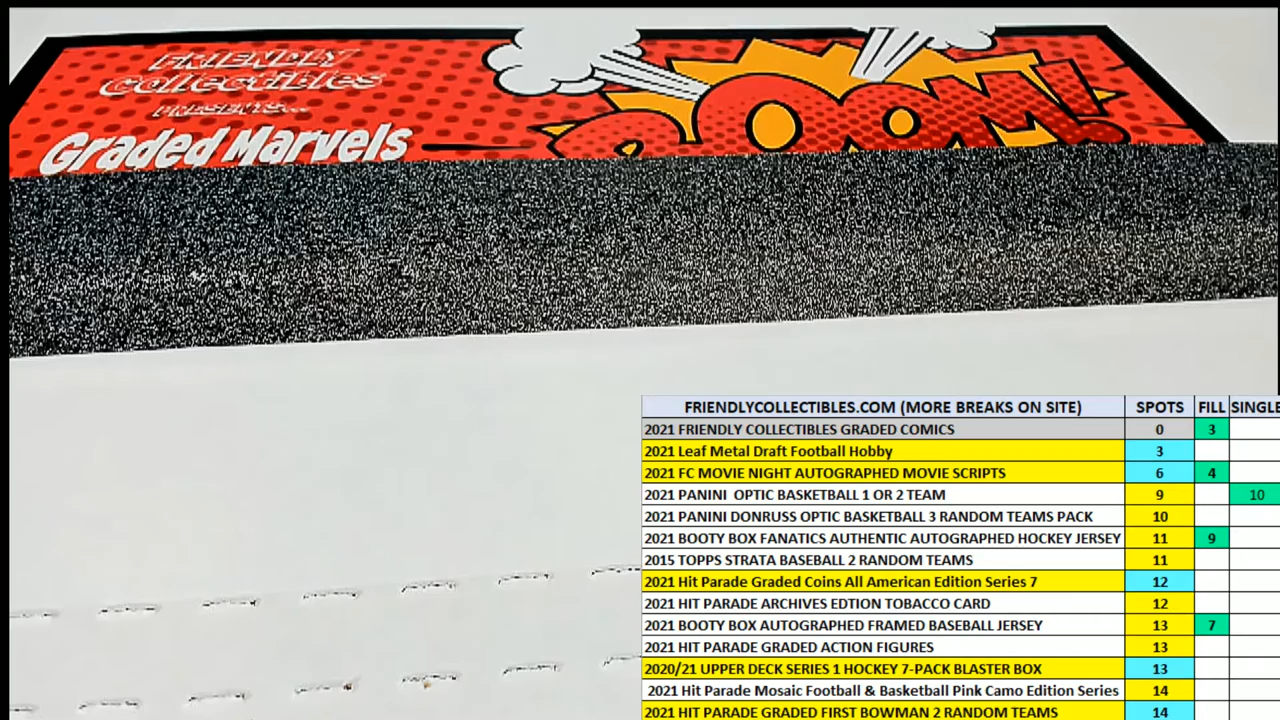 FRIENDLY
Collectibles
PRESENTS...
Graded Marvels
BOOM!
FRIENDLYCOLLECTIBLES.COM (MORE BREAKS ON SITE) SPOTS FILL SINGLE
2021 FRIENDLY COLLECTIBLES GRADED COMICS 0 3
2021 Leaf Metal Draft Football Hobby 3
2021 FC MOVIE NIGHT AUTOGRAPHED MOVIE SCRIPTS 6 4
2021 PANINI OPTIC BASKETBALL 1 OR 2 TEAM 9 10
2021 PANINI DONRUSS OPTIC BASKETBALL 3 RANDOM TEAMS PACK 10
2021 BOOTY BOX FANATICS AUTHENTIC AUTOGRAPHED HOCKEY JERSEY 11 9
2015 TOPPS STRATA BASEBALL 2 RANDOM TEAMS 11
2021 Hit Parade Graded Coins All American Edition Series 7 12
2021 HIT PARADE ARCHIVES EDTION TOBACCO CARD 12
2021 BOOTY BOX AUTOGRAPHED FRAMED BASEBALL JERSEY 13 7
2021 HIT PARADE GRADED ACTION FIGURES 13
2020/21 UPPER DECK SERIES 1 HOCKEY 7-PACK BLASTER BOX 13
2021 Hit Parade Mosaic Football & Basketball Pink Camo Edition Series 14
2021 HIT PARADE GRADED FIRST BOWMAN 2 RANDOM TEAMS 14